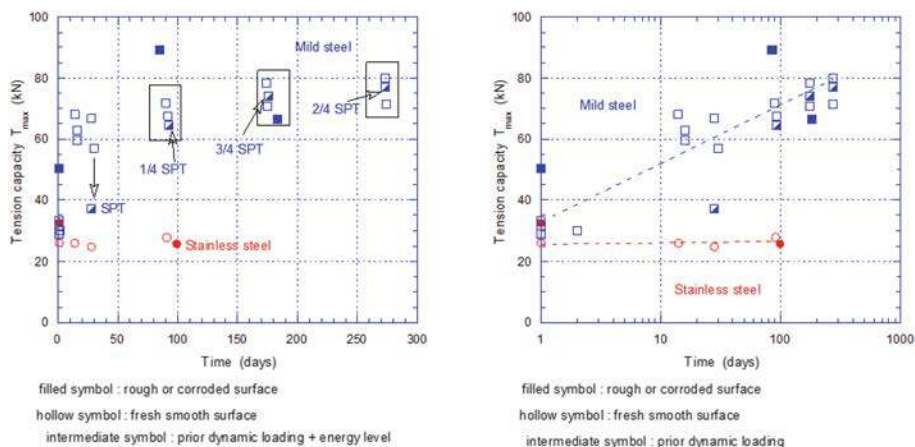 100
80
60
40
20
0
Tension capacity T_max (kN)
Mild steel
1/4 SPT
3/4 SPT
2/4 SPT
SPT
Stainless steel
0 50 100 150 200 250 300
Time (days)
filled symbol : rough or corroded surface
hollow symbol : fresh smooth surface
intermediate symbol : prior dynamic loading + energy level
100
80
60
40
20
0
Tension capacity T_max (kN)
Mild steel
Stainless steel
1 10 100 1000
Time (days)
filled symbol : rough or corroded surface
hollow symbol : fresh smooth surface
intermediate symbol : prior dynamic loading